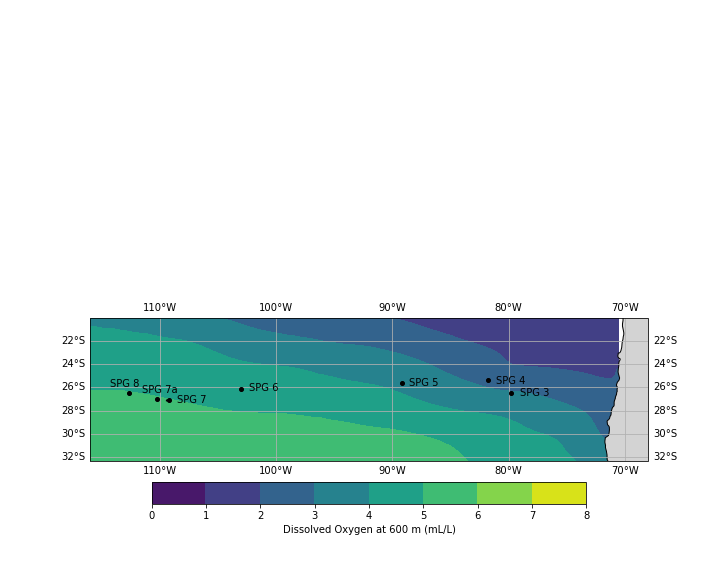 110°W 100°W 90°W 80°W 70°W
22°S 22°S
24°S 24°S
26°S 26°S
28°S 28°S
30°S 30°S
32°S 32°S
SPG 8 SPG 7a SPG 7 SPG 6 SPG 5 SPG 4 SPG 3
110°W 100°W 90°W 80°W 70°W
0 1 2 3 4 5 6 7 8
Dissolved Oxygen at 600 m (mL/L)